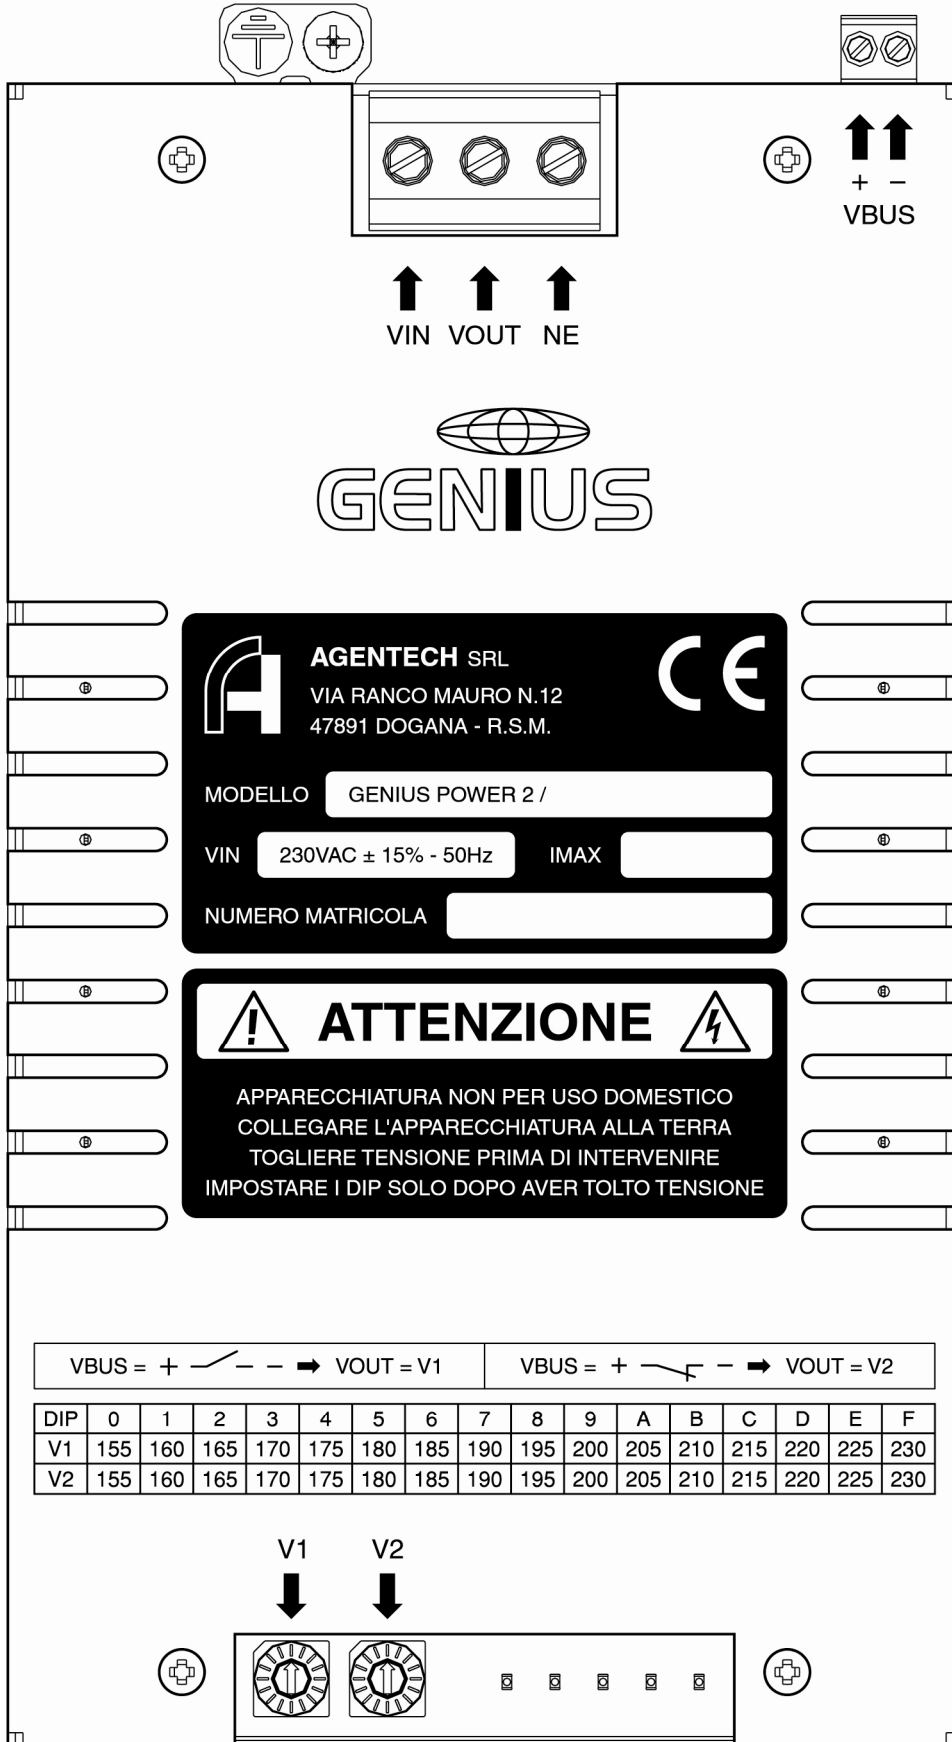 + −
VBUS
VIN VOUT NE
GENIUS
AGENTECH SRL
VIA RANCO MAURO N.12
47891 DOGANA - R.S.M.
CE
MODELLO GENIUS POWER 2 /
VIN 230VAC ± 15% - 50Hz IMAX
NUMERO MATRICOLA
ATTENZIONE
APPARECCHIATURA NON PER USO DOMESTICO
COLLEGARE L'APPARECCHIATURA ALLA TERRA
TOGLIERE TENSIONE PRIMA DI INTERVENIRE
IMPOSTARE I DIP SOLO DOPO AVER TOLTO TENSIONE
VBUS = + − VOUT = V1 VBUS = + − VOUT = V2
DIP 0 1 2 3 4 5 6 7 8 9 A B C D E F
V1 155 160 165 170 175 180 185 190 195 200 205 210 215 220 225 230
V2 155 160 165 170 175 180 185 190 195 200 205 210 215 220 225 230
V1 V2